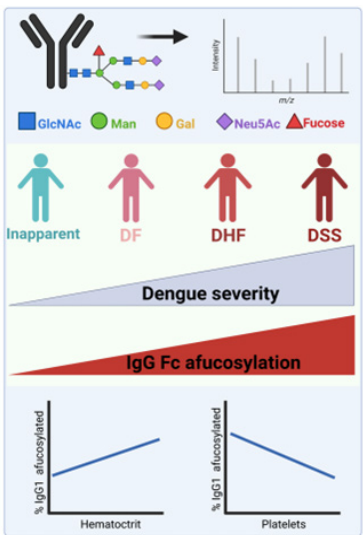 Intensity
m/z
GlcNAc Man Gal Neu5Ac Fucose
Inapparent DF DHF DSS
Dengue severity
IgG Fc afucosylation
% IgG1 afucosylated
Hematoctrit
% IgG1 afucosylated
Platelets